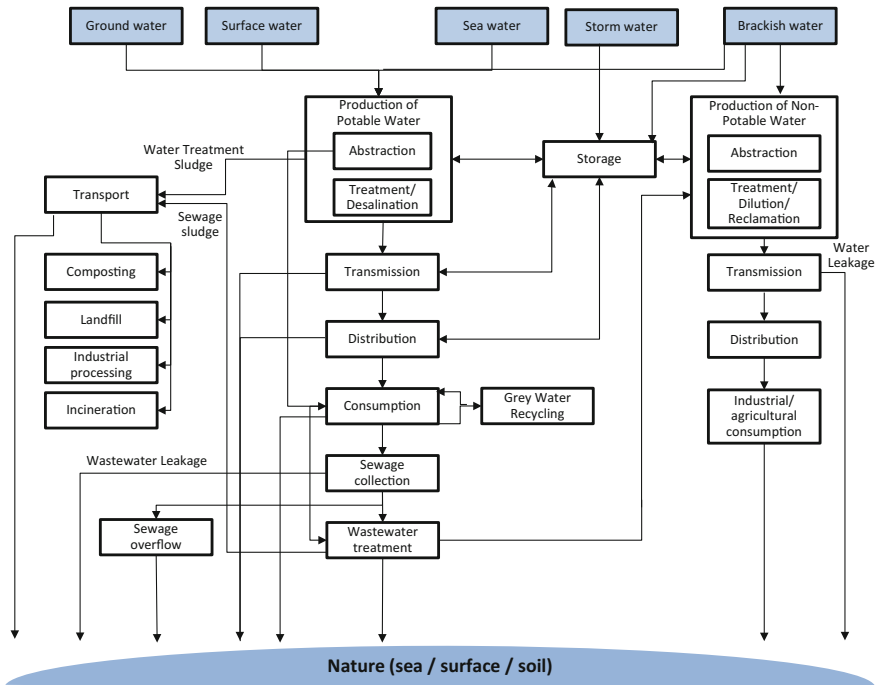 Ground water
Surface water
Sea water
Storm water
Brackish water
Production of
Potable Water
Abstraction
Treatment/
Desalination
Storage
Production of Non-
Potable Water
Abstraction
Treatment/
Dilution/
Reclamation
Water Treatment
Sludge
Transport
Sewage
sludge
Composting
Landfill
Industrial
processing
Incineration
Transmission
Distribution
Consumption
Grey Water
Recycling
Sewage
collection
Wastewater
treatment
Wastewater Leakage
Sewage
overflow
Transmission
Water
Leakage
Distribution
Industrial/
agricultural
consumption
Nature (sea / surface / soil)